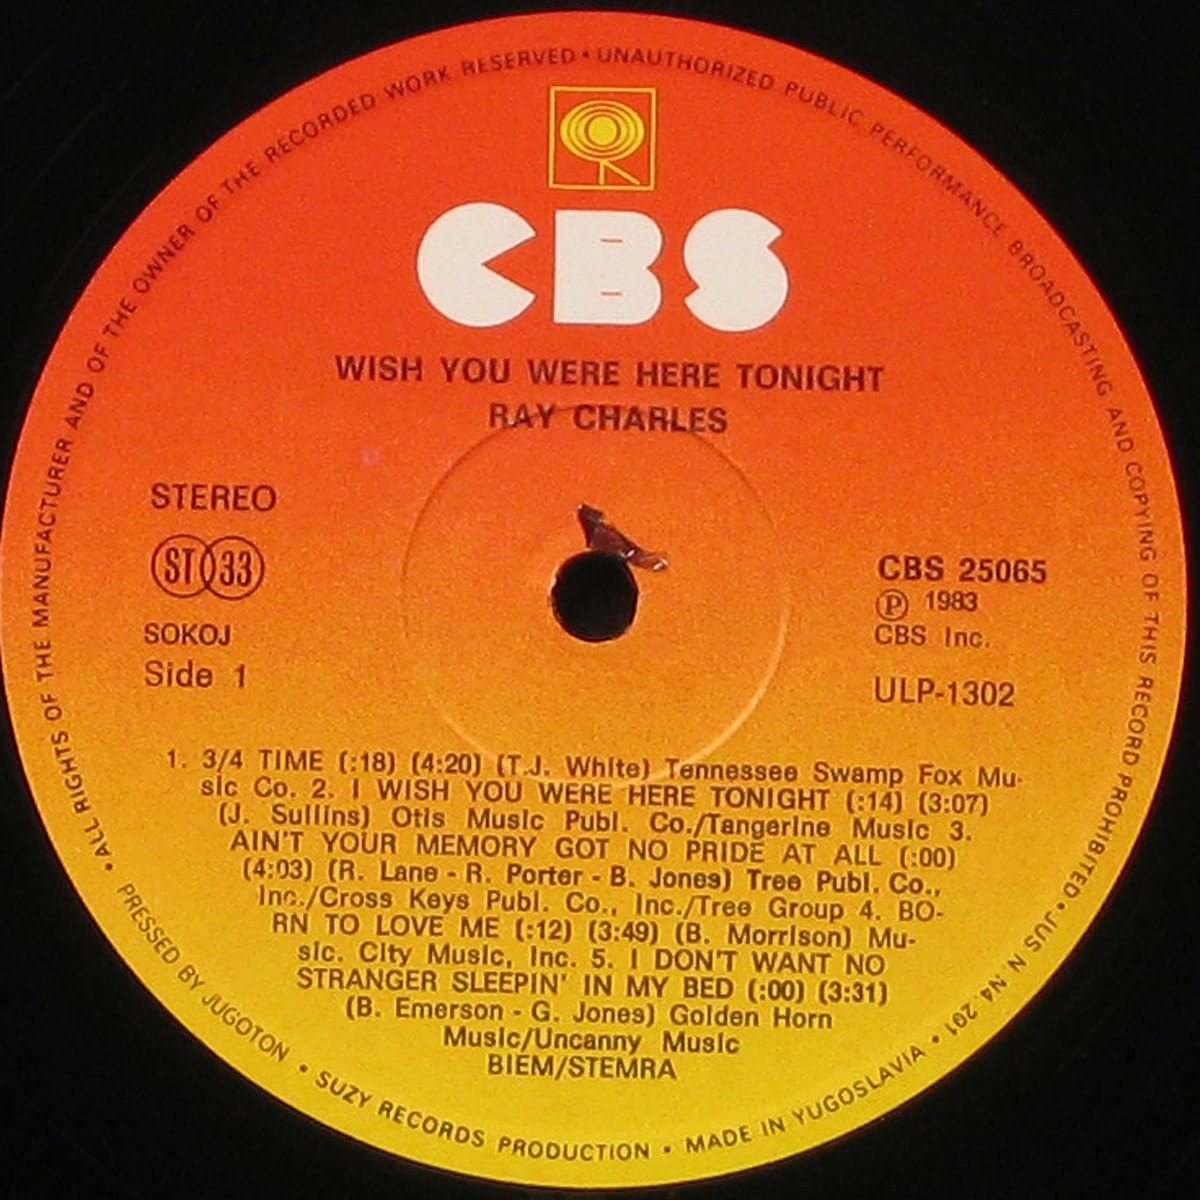 • ALL RIGHTS OF THE MANUFACTURER AND OF THE OWNER OF THE RECORDED WORK RESERVED • UNAUTHORIZED PUBLIC PERFORMANCE BROADCASTING AND COPYING OF THIS RECORD PROHIBITED • JUS N N4 201 •
CBS
WISH YOU WERE HERE TONIGHT
RAY CHARLES
STEREO
ST 33
SOKOJ
Side 1
CBS 25065
Ⓟ 1983
CBS Inc.
ULP-1302
1. 3/4 TIME (:18) (4:20) (T.J. White) Tennessee Swamp Fox Mu-
sic Co. 2. I WISH YOU WERE HERE TONIGHT (:14) (3:07)
(J. Sullins) Otis Music Publ. Co./Tangerine Music 3.
AIN'T YOUR MEMORY GOT NO PRIDE AT ALL (:00)
(4:03) (R. Lane - R. Porter - B. Jones) Tree Publ. Co.,
Inc./Cross Keys Publ. Co., Inc./Tree Group 4. BO-
RN TO LOVE ME (:12) (3:49) (B. Morrison) Mu-
sic. City Music, Inc. 5. I DON'T WANT NO
STRANGER SLEEPIN' IN MY BED (:00) (3:31)
(B. Emerson - G. Jones) Golden Horn
Music/Uncanny Music
BIEM/STEMRA
PRESSED BY JUGOTON • SUZY RECORDS PRODUCTION • MADE IN YUGOSLAVIA